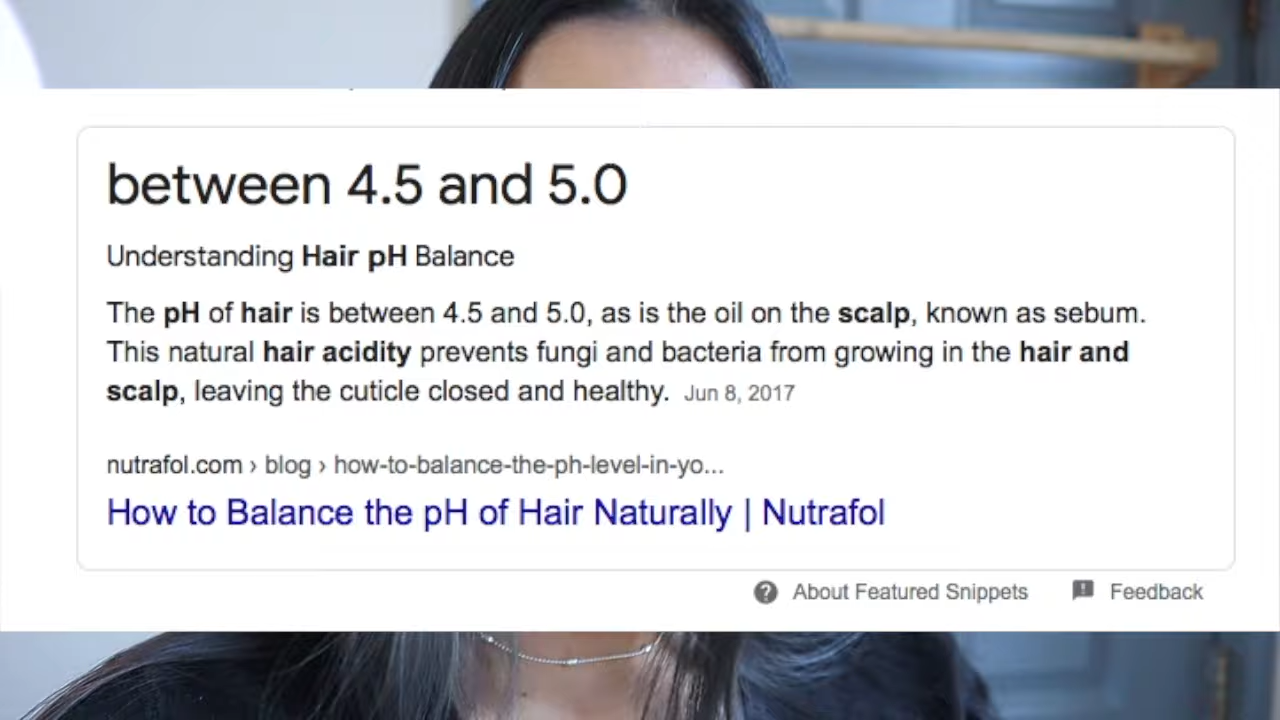 between 4.5 and 5.0
Understanding Hair pH Balance
The pH of hair is between 4.5 and 5.0, as is the oil on the scalp, known as sebum.
This natural hair acidity prevents fungi and bacteria from growing in the hair and
scalp, leaving the cuticle closed and healthy. Jun 8, 2017
nutrafol.com › blog › how-to-balance-the-ph-level-in-yo...
How to Balance the pH of Hair Naturally | Nutrafol
About Featured Snippets Feedback